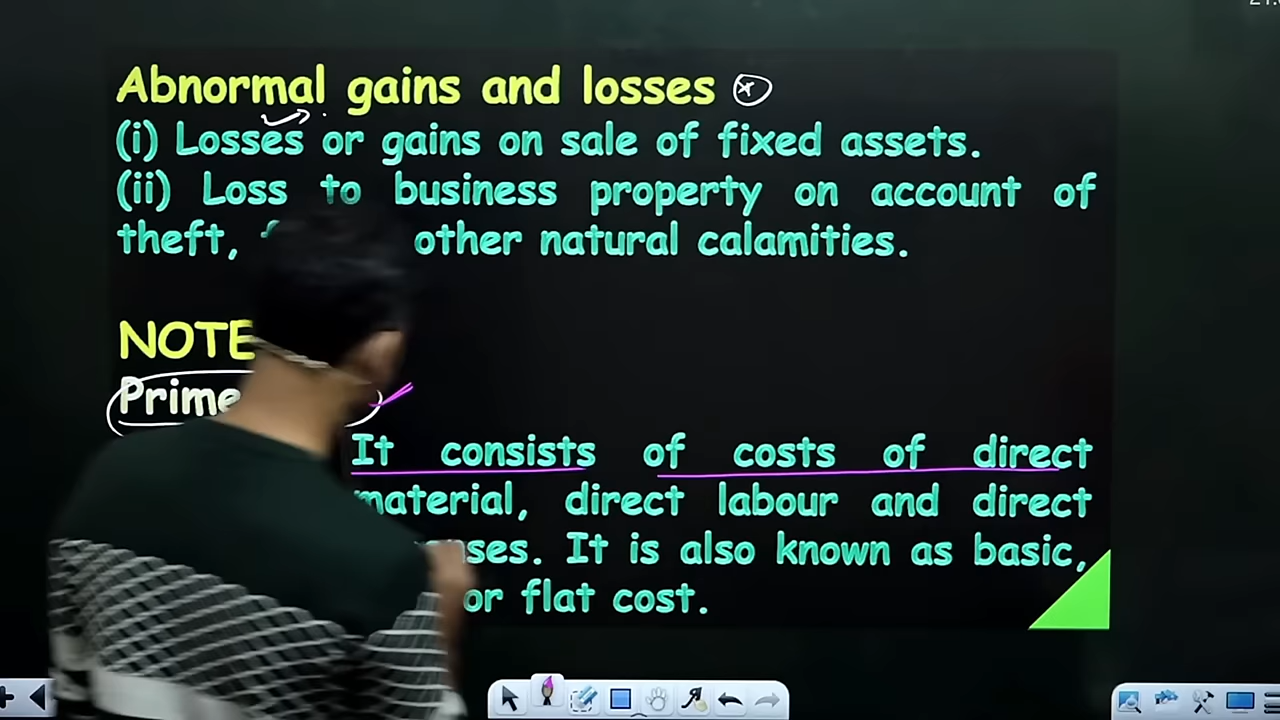 Abnormal gains and losses
(i) Losses or gains on sale of fixed assets.
(ii) Loss to business property on account of
theft, other natural calamities.
NOTE
Prime
It consists of costs of direct
material, direct labour and direct
It is also known as basic,
or flat cost.